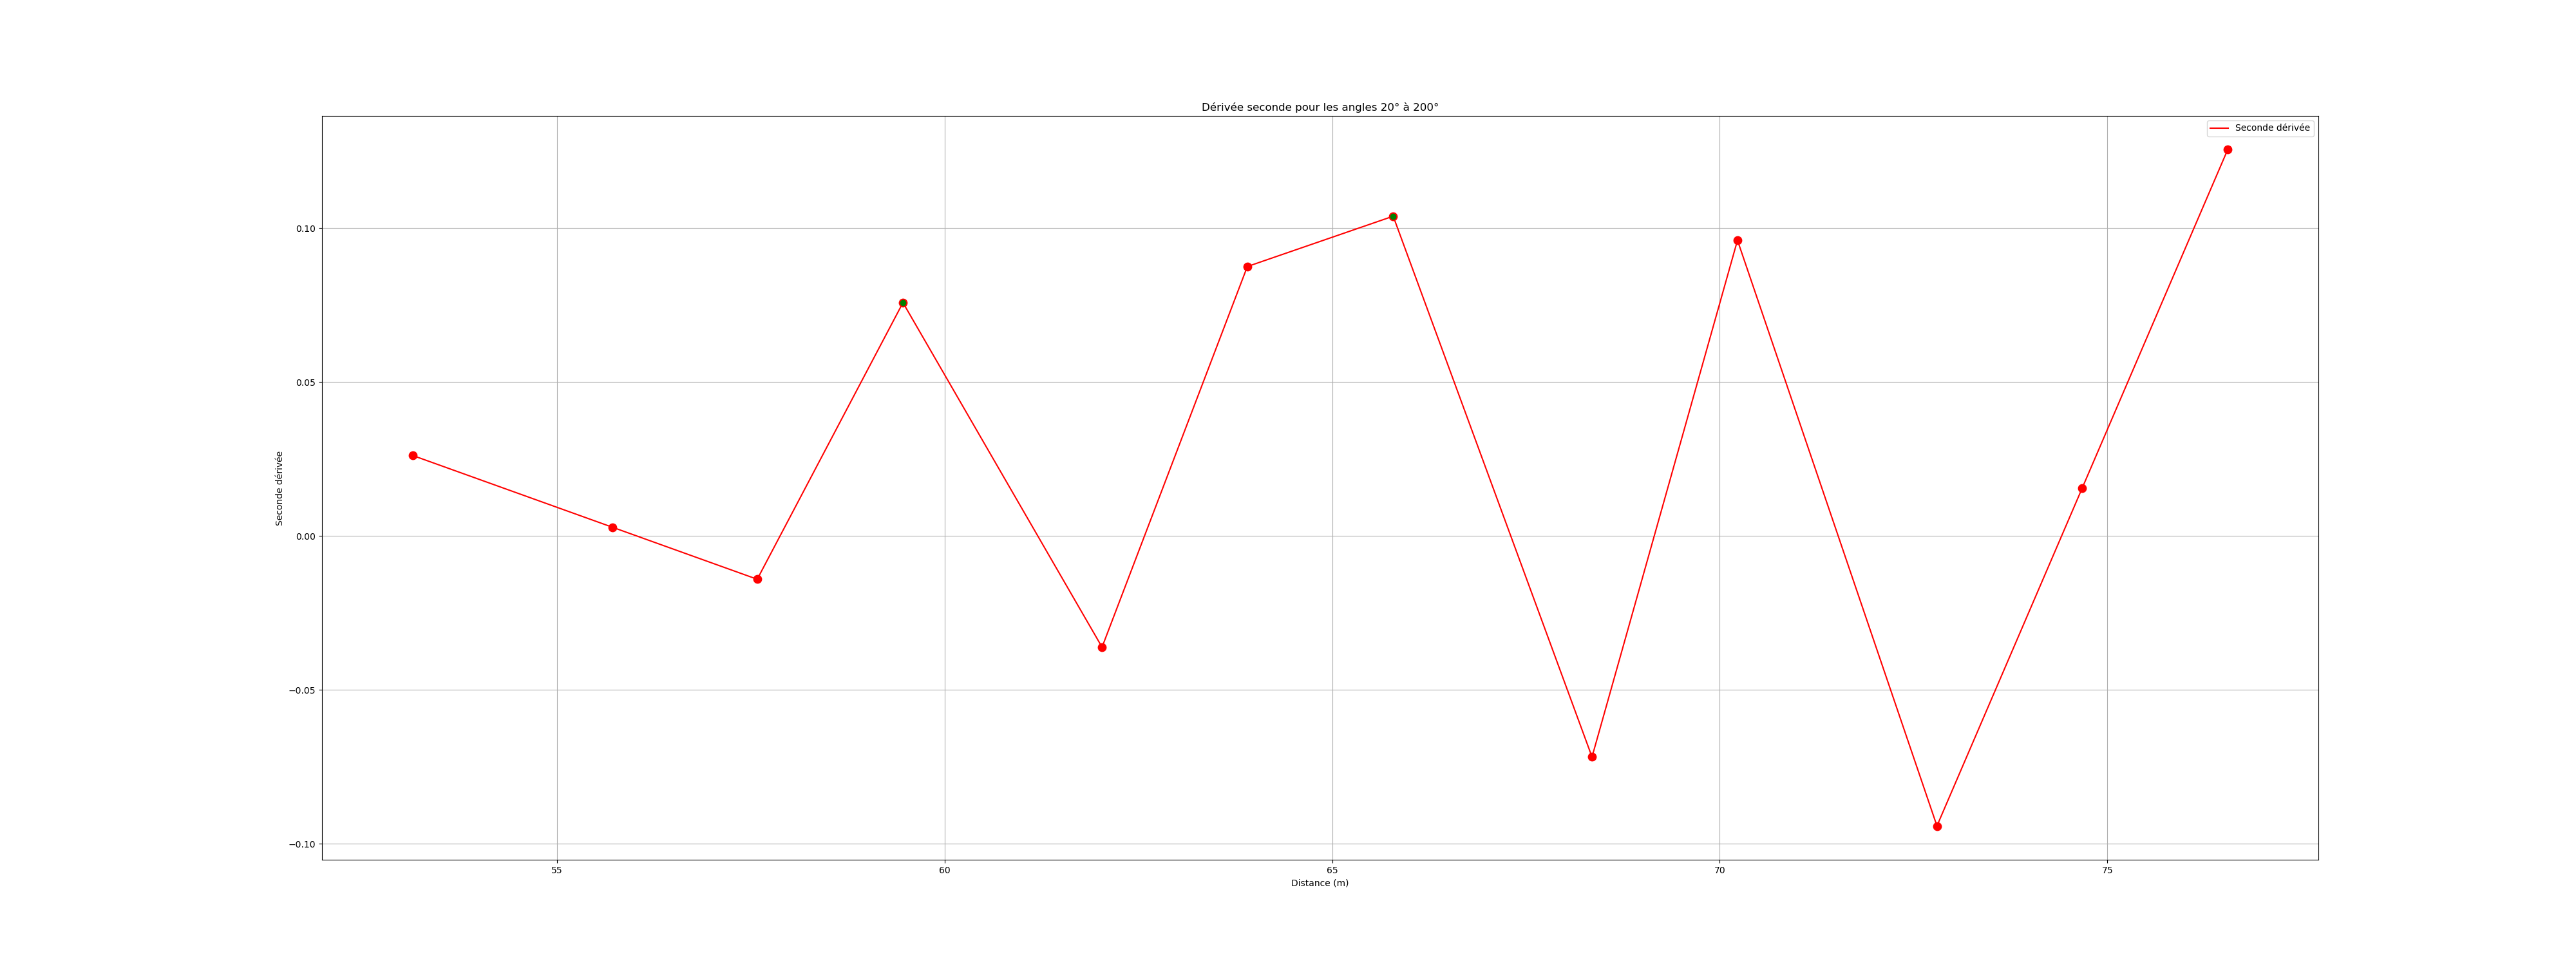 Dérivée seconde pour les angles 20° à 200°
Seconde dérivée
0.10
0.05
0.00
−0.05
−0.10
Seconde dérivée
55
60
65
70
75
Distance (m)